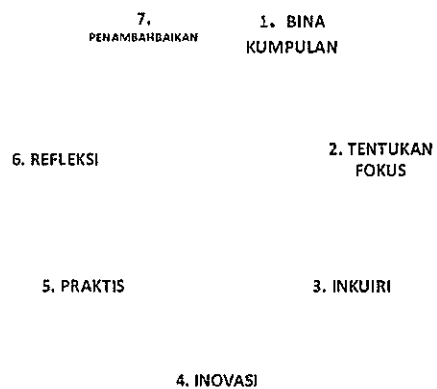 1. BINA
KUMPULAN
2. TENTUKAN
FOKUS
3. INKUIRI
4. INOVASI
5. PRAKTIS
6. REFLEKSI
7.
PENAMBAHBAIKAN